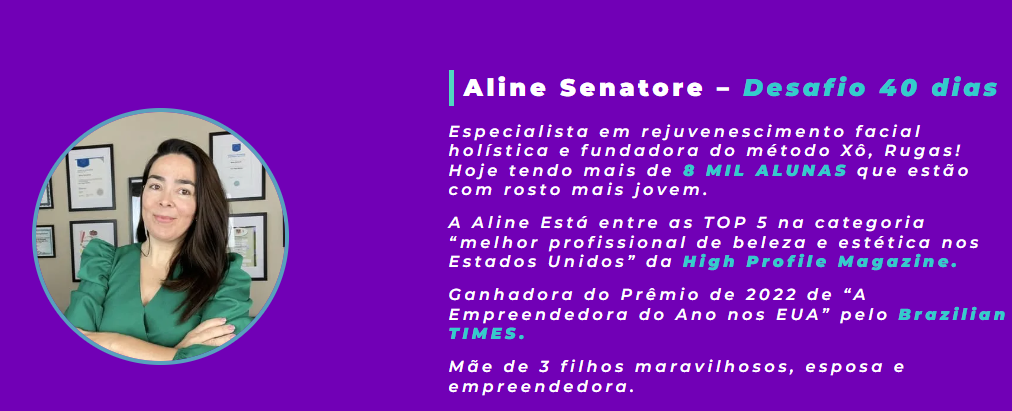 Aline Senatore – Desafio 40 dias
Especialista em rejuvenescimento facial
holística e fundadora do método Xô, Rugas!
Hoje tendo mais de 8 MIL ALUNAS que estão
com rosto mais jovem.
A Aline Está entre as TOP 5 na categoria
“melhor profissional de beleza e estética nos
Estados Unidos” da High Profile Magazine.
Ganhadora do Prêmio de 2022 de “A
Empreendedora do Ano nos EUA” pelo Brazilian
TIMES.
Mãe de 3 filhos maravilhosos, esposa e
empreendedora.